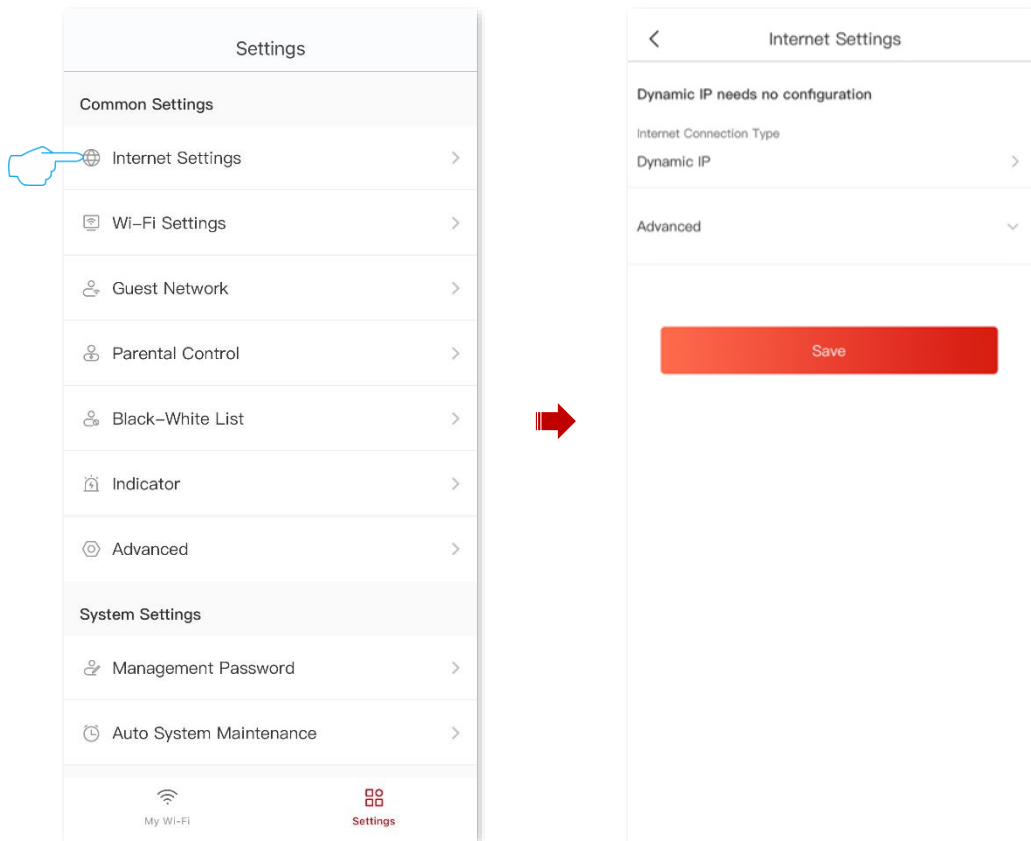 Settings
Common Settings
Internet Settings
Wi-Fi Settings
Guest Network
Parental Control
Black-White List
Indicator
Advanced
System Settings
Management Password
Auto System Maintenance
My Wi-Fi
Settings
Internet Settings
Dynamic IP needs no configuration
Internet Connection Type
Dynamic IP
Advanced
Save